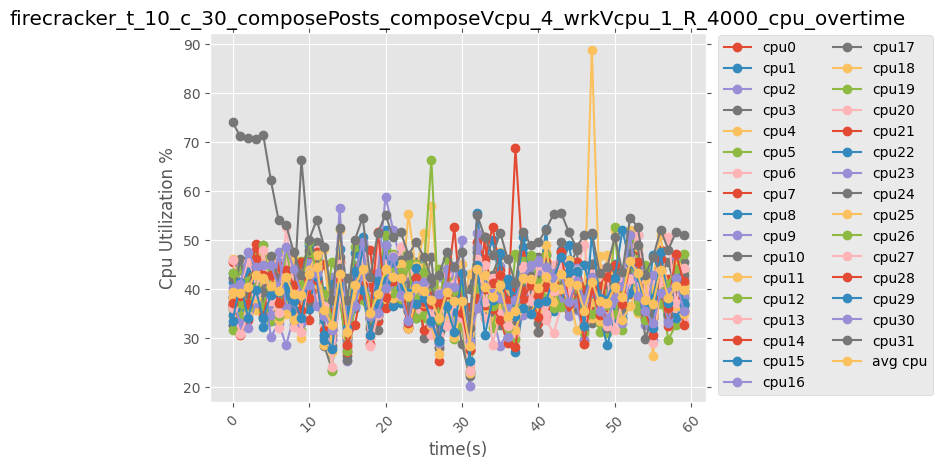 firecracker_t_10_c_30_composePosts_composeVcpu_4_wrkVcpu_1_R_4000_cpu_overtime
90
80
70
60
50
40
30
20
Cpu Utilization %
0
10
20
30
40
50
60
time(s)
cpu0
cpu1
cpu2
cpu3
cpu4
cpu5
cpu6
cpu7
cpu8
cpu9
cpu10
cpu11
cpu12
cpu13
cpu14
cpu15
cpu16
cpu17
cpu18
cpu19
cpu20
cpu21
cpu22
cpu23
cpu24
cpu25
cpu26
cpu27
cpu28
cpu29
cpu30
cpu31
avg cpu